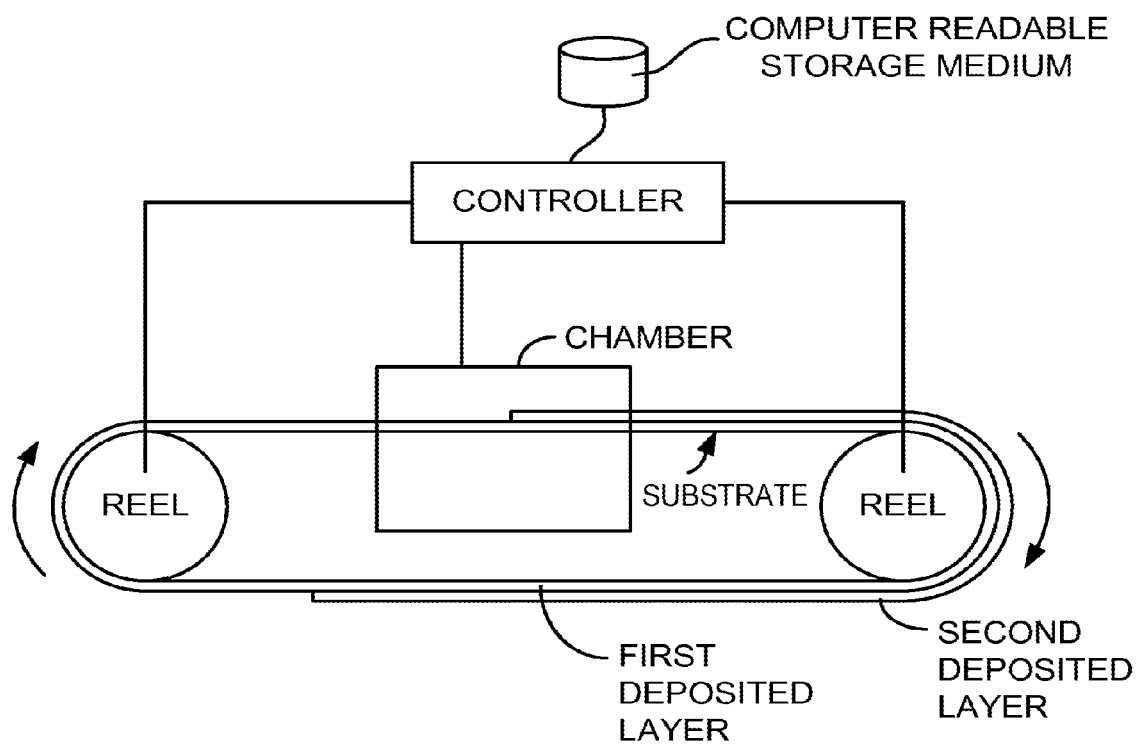 COMPUTER READABLE
STORAGE MEDIUM
CONTROLLER
CHAMBER
REEL
SUBSTRATE
REEL
FIRST
DEPOSITED
LAYER
SECOND
DEPOSITED
LAYER